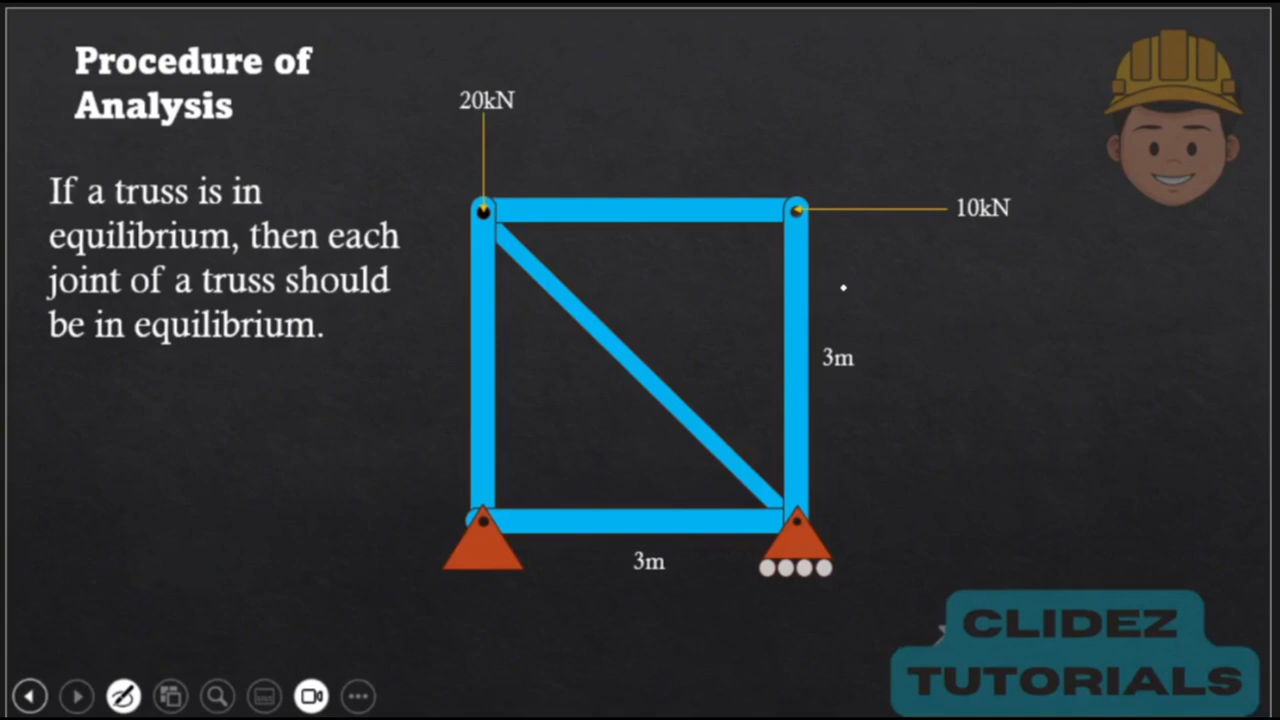 Procedure of
Analysis
20kN
10kN
If a truss is in
equilibrium, then each
joint of a truss should
be in equilibrium.
3m
3m
CLIDEZ
TUTORIALS